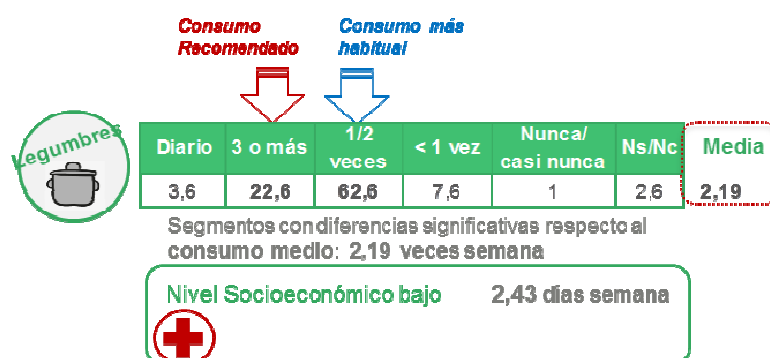 Consumo Recomendado
Consumo más habitual
Legumbres
Diario 3 o más 1/2 veces < 1 vez Nunca/ casi nunca Ns/Nc Media
3,6 22,6 62,6 7,6 1 2,6 2,19
Segmentos con diferencias significativas respecto al
consumo medio: 2,19 veces semana
Nivel Socioeconómico bajo 2,43 días semana